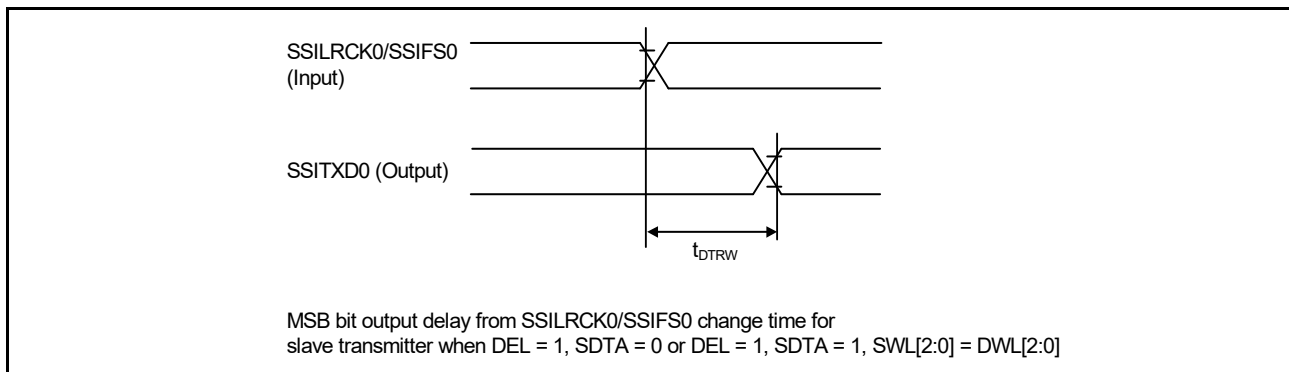 SSILRCK0/SSIFS0
(Input)
SSITXD0 (Output)
tDTRW
MSB bit output delay from SSILRCK0/SSIFS0 change time for
slave transmitter when DEL = 1, SDTA = 0 or DEL = 1, SDTA = 1, SWL[2:0] = DWL[2:0]